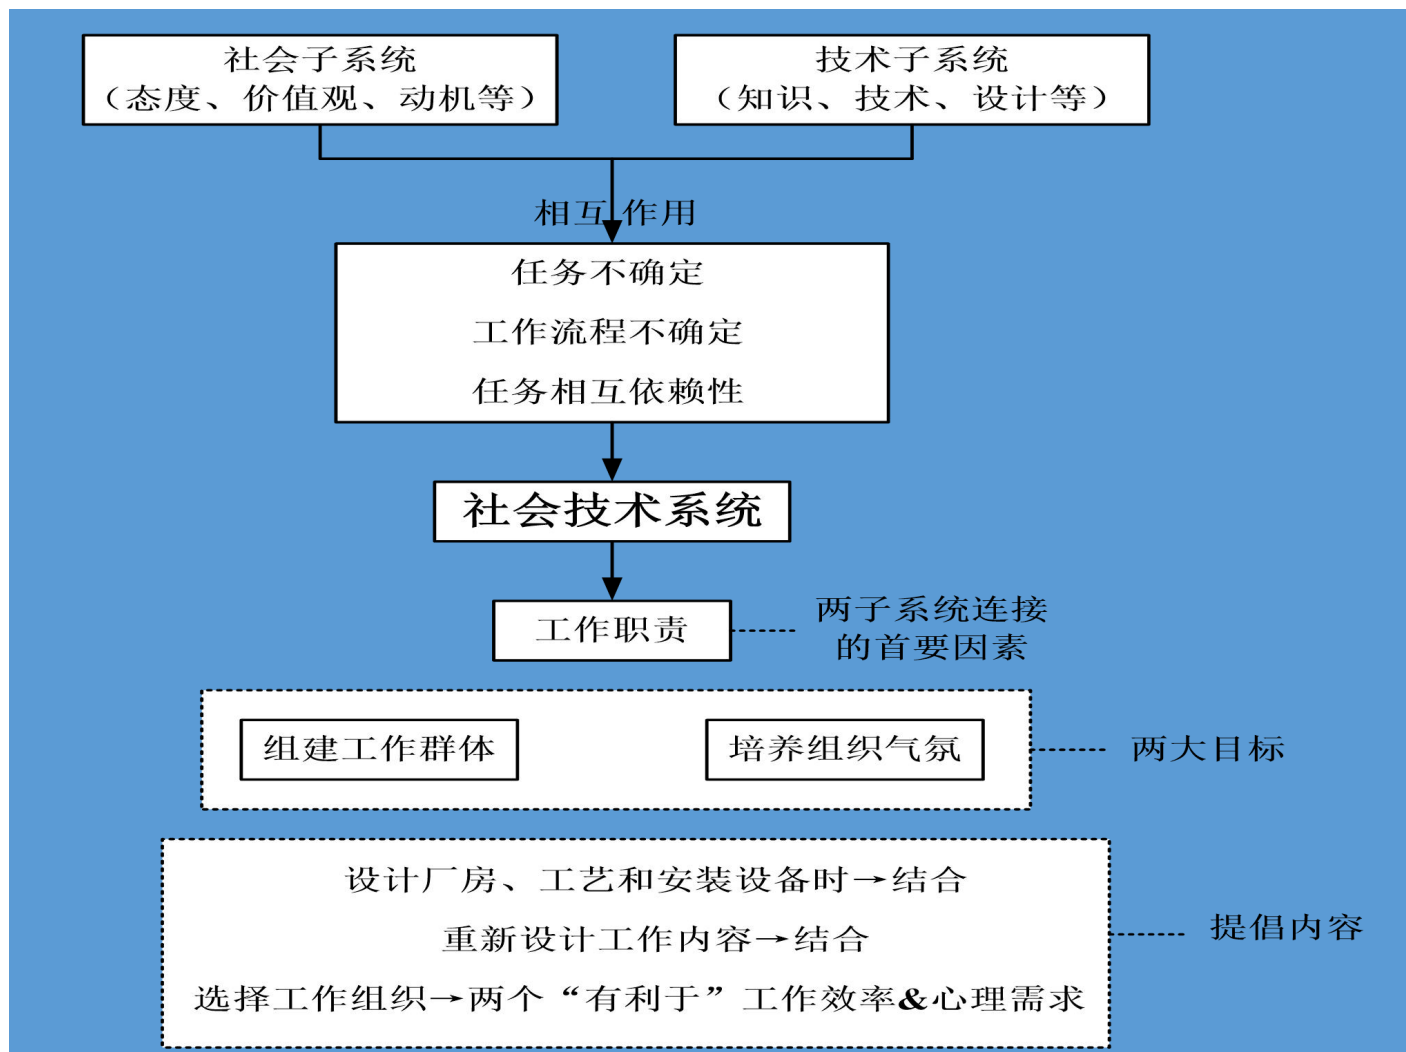 社会子系统
（态度、价值观、动机等）
技术子系统
（知识、技术、设计等）
相互作用
任务不确定
工作流程不确定
任务相互依赖性
社会技术系统
工作职责
两子系统连接
的首要因素
组建工作群体
培养组织气氛
两大目标
设计厂房、工艺和安装设备时→结合
重新设计工作内容→结合
选择工作组织→两个“有利于”工作效率&心理需求
提倡内容